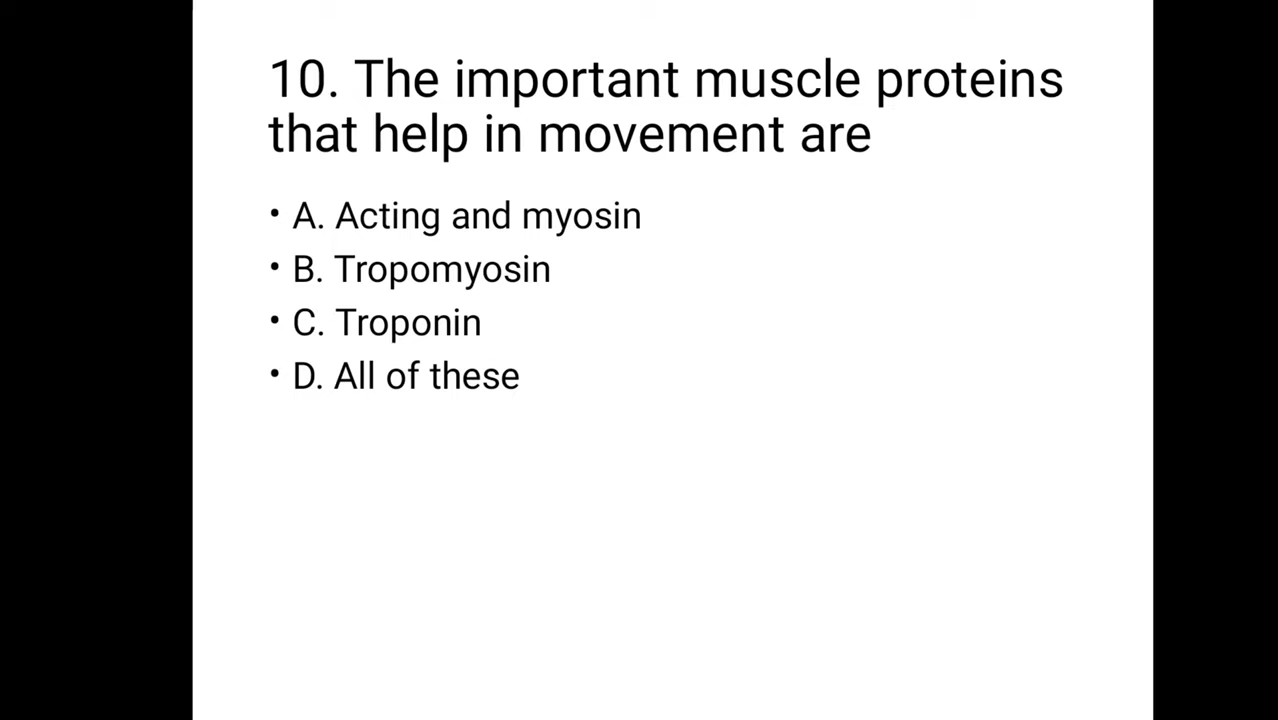 10. The important muscle proteins
that help in movement are
• A. Acting and myosin
• B. Tropomyosin
• C. Troponin
• D. All of these